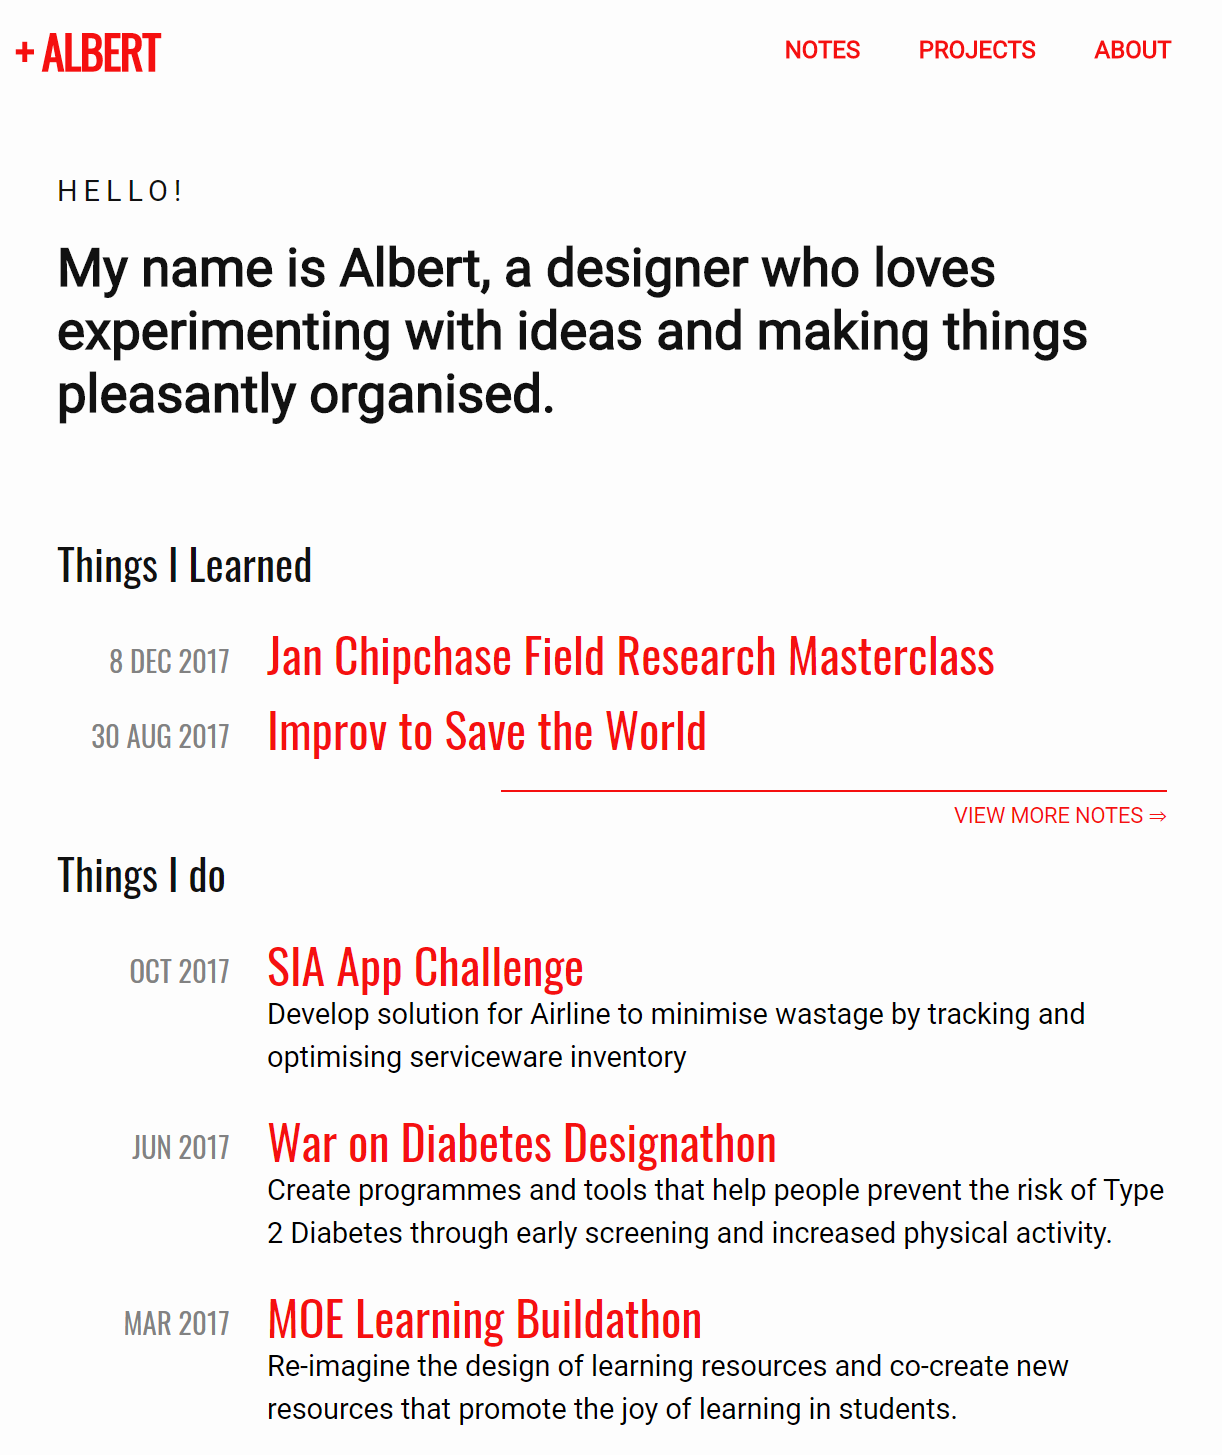 + ALBERT
NOTES PROJECTS ABOUT
HELLO!
My name is Albert, a designer who loves
experimenting with ideas and making things
pleasantly organised.
Things I Learned
8 DEC 2017 Jan Chipchase Field Research Masterclass
30 AUG 2017 Improv to Save the World
VIEW MORE NOTES ⇒
Things I do
OCT 2017 SIA App Challenge
Develop solution for Airline to minimise wastage by tracking and
optimising serviceware inventory
JUN 2017 War on Diabetes Designathon
Create programmes and tools that help people prevent the risk of Type
2 Diabetes through early screening and increased physical activity.
MAR 2017 MOE Learning Buildathon
Re-imagine the design of learning resources and co-create new
resources that promote the joy of learning in students.